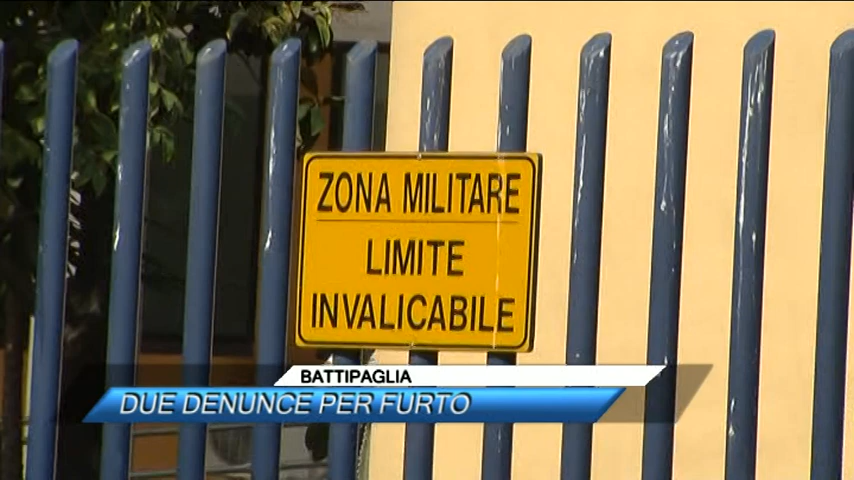 ZONA MILITARE
LIMITE
INVALICABILE
BATTIPAGLIA
DUE DENUNCE PER FURTO